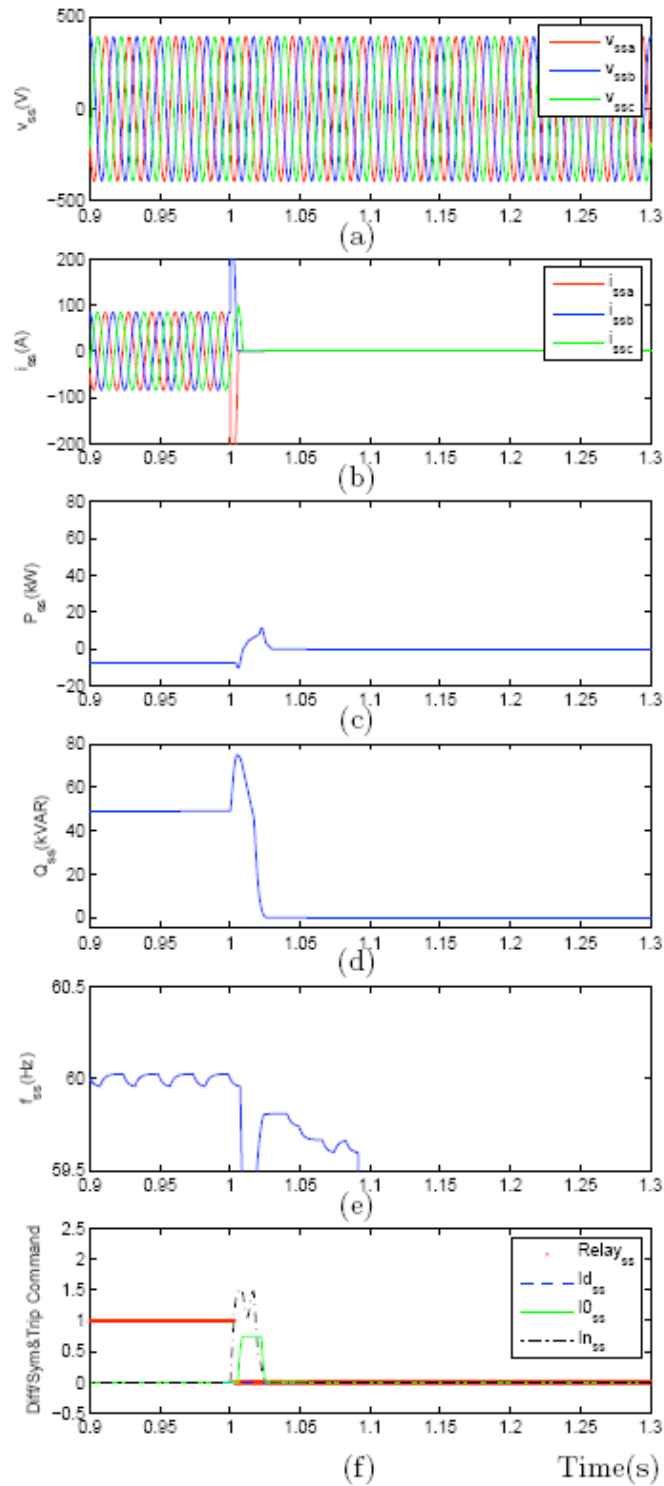 500
0
−500
v_ss(V)
v_ssa
v_ssb
v_ssc
0.9 0.95 1 1.05 1.1 1.15 1.2 1.25 1.3
(a)
200
100
0
−100
−200
i_ss(A)
i_ssa
i_ssb
i_ssc
0.9 0.95 1 1.05 1.1 1.15 1.2 1.25 1.3
(b)
80
60
40
20
0
−20
P_ss(kW)
0.9 0.95 1 1.05 1.1 1.15 1.2 1.25 1.3
(c)
80
60
40
20
0
Q_ss(kVAR)
0.9 0.95 1 1.05 1.1 1.15 1.2 1.25 1.3
(d)
60.5
60
59.5
f_ss(Hz)
0.9 0.95 1 1.05 1.1 1.15 1.2 1.25 1.3
(e)
2.5
2
1.5
1
0.5
0
−0.5
Diff/Sym&Trip Command
Relay_ss
Id_ss
I0_ss
In_ss
0.9 0.95 1 1.05 1.1 1.15 1.2 1.25 1.3
(f) Time(s)